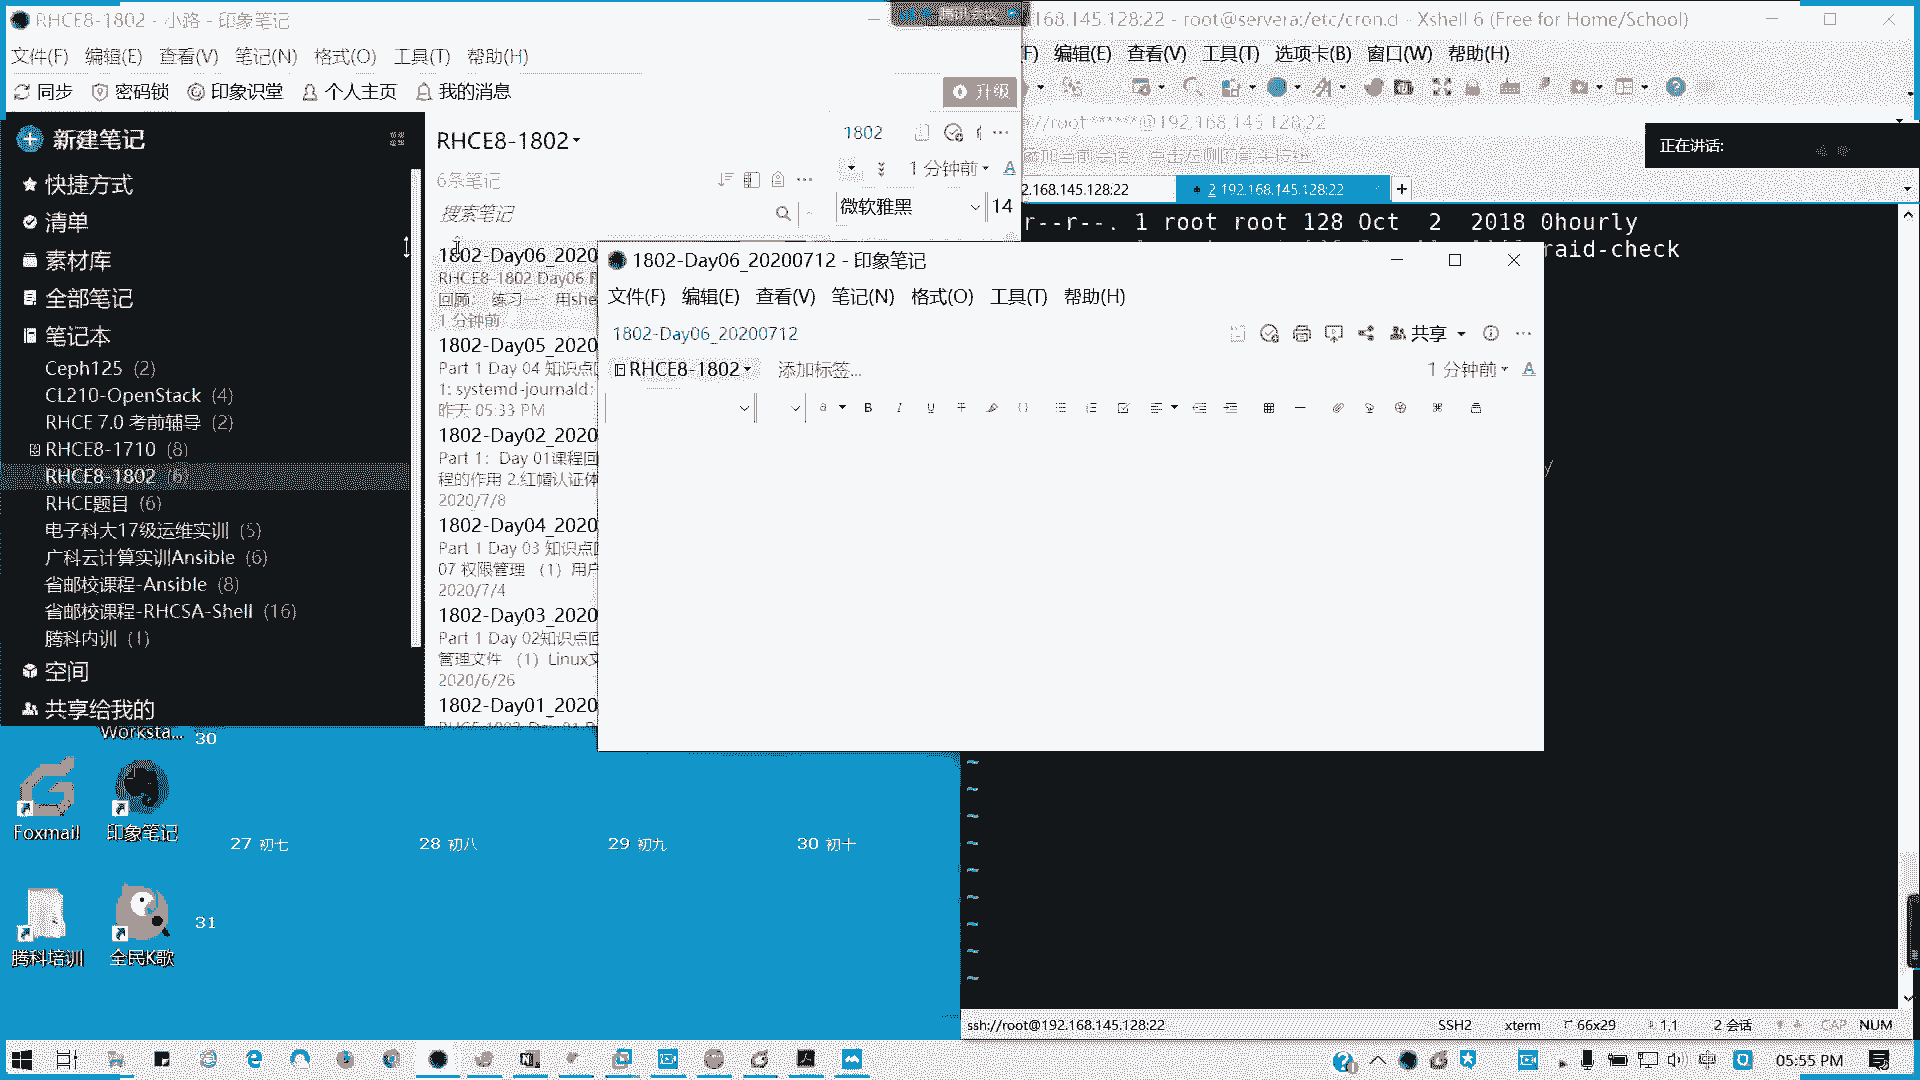 RHCE8-1802 - 小路 - 印象笔记
文件(F) 编辑(E) 查看(V) 笔记(N) 格式(O) 工具(T) 帮助(H)
同步 密码锁 印象识堂 个人主页 我的消息
升级
新建笔记
快捷方式
清单
素材库
全部笔记
笔记本
Ceph125 (2)
CL210-OpenStack (4)
RHCE 7.0 考前辅导 (2)
RHCE8-1710 (8)
RHCE8-1802 (6)
RHCE题目 (6)
电子科大17级运维实训 (5)
广科云计算实训Ansible (6)
省邮校课程-Ansible (8)
省邮校课程-RHCSA-Shell (16)
腾科内训 (1)
空间
共享给我的
RHCE8-1802
6条笔记
搜索笔记
1802
1 分钟前
微软雅黑 14
1802-Day06_2020
RHCE8-1802 Day06
回顾： 练习一：用she
1 分钟前
1802-Day05_2020
Part 1 Day 04 知识点回
1: systemd-journald:
昨天 05:33 PM
1802-Day02_2020
Part 1：Day 01课程回
程的作用 2.红帽认证体
2020/7/8
1802-Day04_2020
Part 1 Day 03 知识点回
07 权限管理 （1）用户
2020/7/4
1802-Day03_2020
Part 1 Day 02知识点回
管理文件 （1）Linux文
2020/6/26
1802-Day01_2020
1802-Day06_20200712 - 印象笔记
文件(F) 编辑(E) 查看(V) 笔记(N) 格式(O) 工具(T) 帮助(H)
1802-Day06_20200712
共享
RHCE8-1802 添加标签...
1 分钟前
168.145.128:22 - root@servera:/etc/cron.d - Xshell 6 (Free for Home/School)
编辑(E) 查看(V) 工具(T) 选项卡(B) 窗口(W) 帮助(H)
//root:******@192.168.145.128:22
正在讲话:
2.168.145.128:22
2 192.168.145.128:22
r--r--. 1 root root 128 Oct 2 2018 0hourly
raid-check
~
~
~
~
~
~
~
~
~
ssh://root@192.168.145.128:22 SSH2 xterm 66x29 1,1 2 会话 CAP NUM
Worksta...
30
Foxmail
印象笔记
27 初七
28 初八
29 初九
30 初十
31
腾科培训
全民K歌
05:55 PM